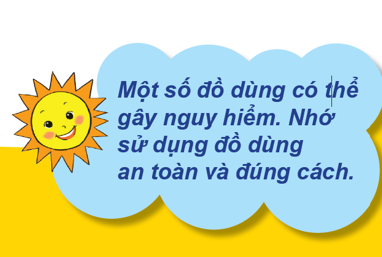 Một số đồ dùng có thể
gây nguy hiểm. Nhớ
sử dụng đồ dùng
an toàn và đúng cách.